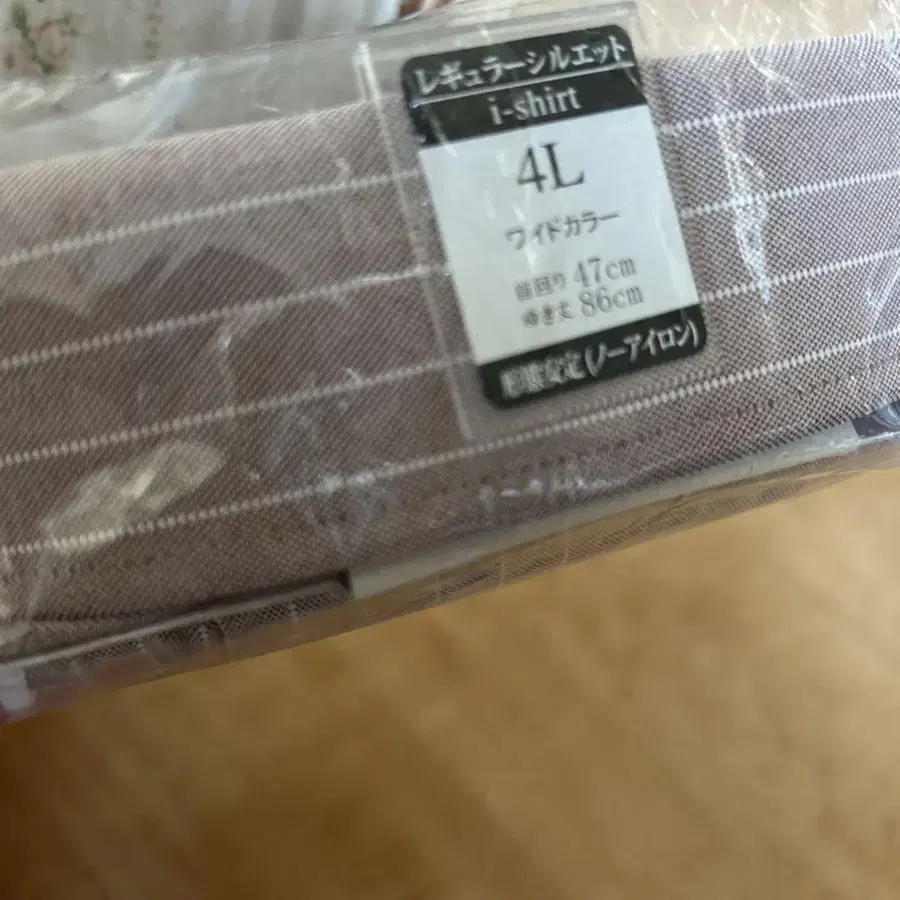 レギュラーシルエット
i-shirt
4L
ワイドカラー
首回り 47cm
ゆき丈 86cm
形態安定(ノーアイロン)